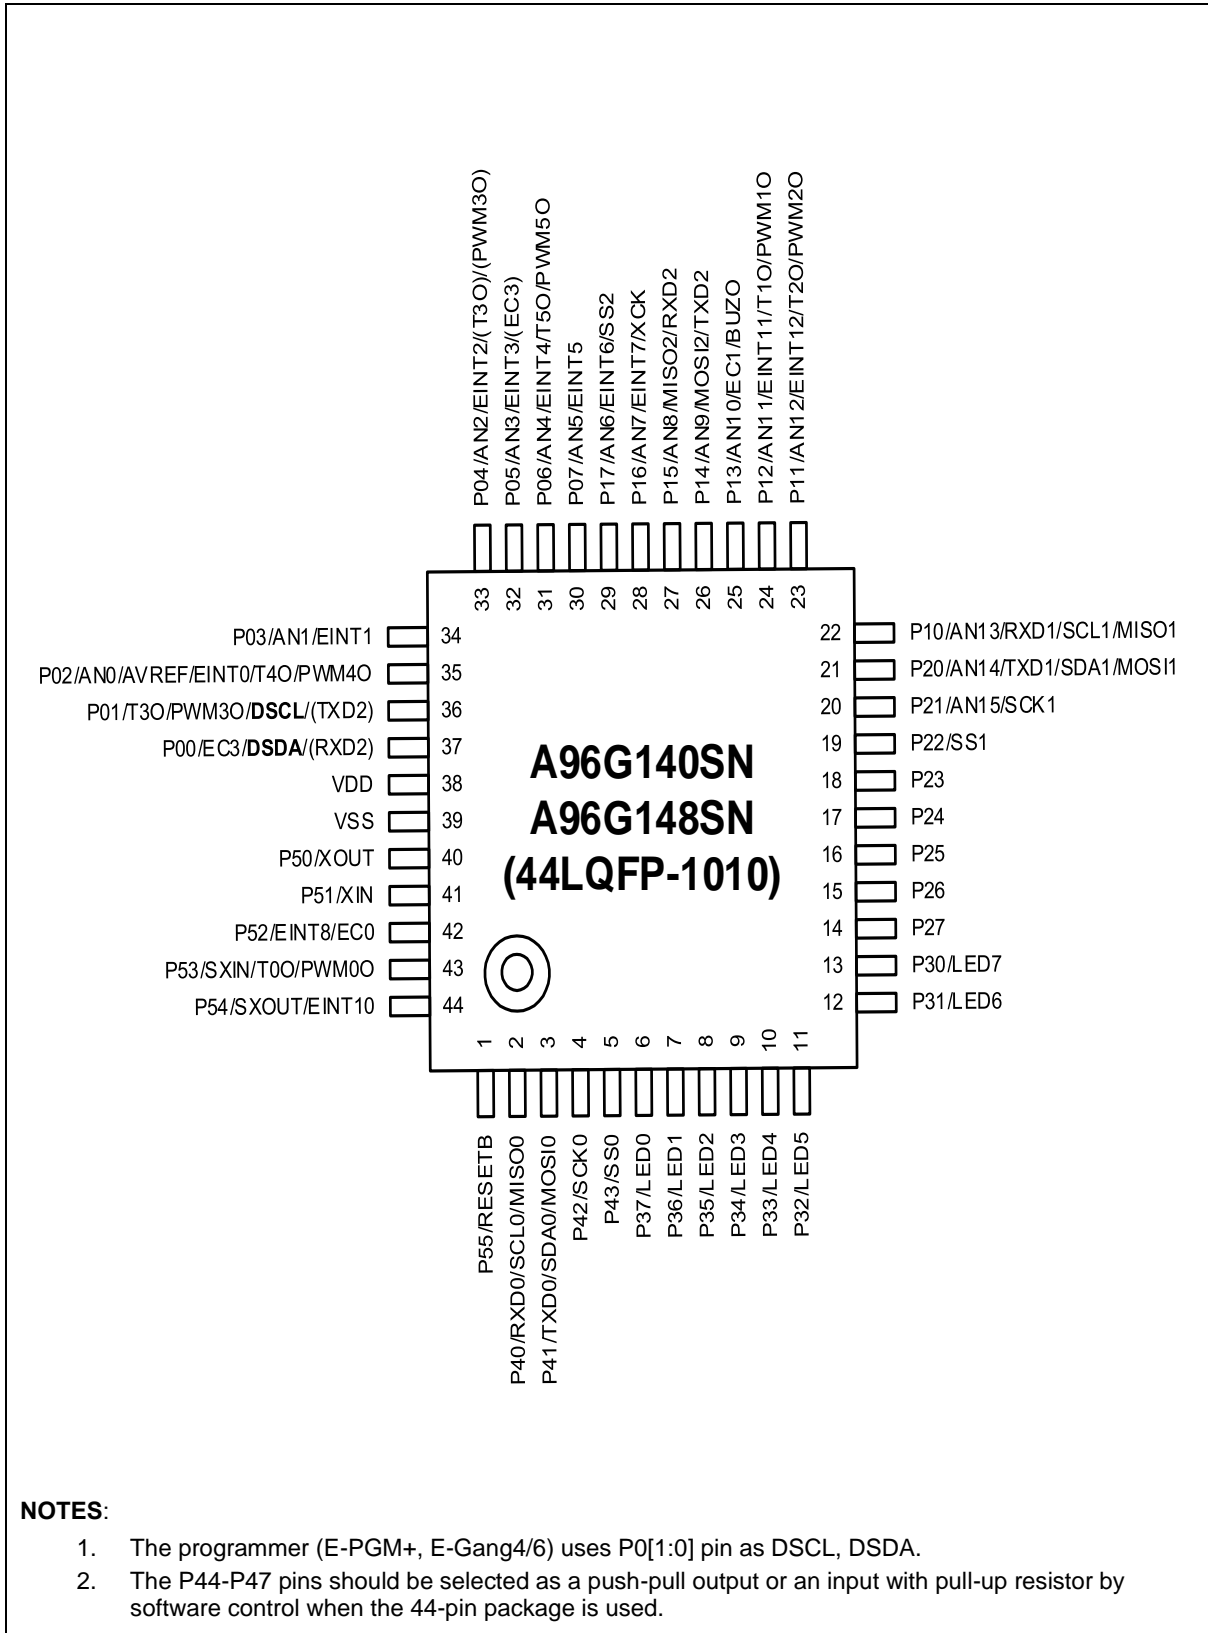 P04/AN2/EINT2/(T3O)/(PWM3O)
P05/AN3/EINT3/(EC3)
P06/AN4/EINT4/T5O/PWM5O
P07/AN5/EINT5
P17/AN6/EINT6/SS2
P16/AN7/EINT7/XCK
P15/AN8/MISO2/RXD2
P14/AN9/MOSI2/TXD2
P13/AN10/EC1/BUZO
P12/AN11/EINT11/T1O/PWM1O
P11/AN12/EINT12/T2O/PWM2O
33
32
31
30
29
28
27
26
25
24
23
P03/AN1/EINT1 34
P02/AN0/AVREF/EINT0/T4O/PWM4O 35
P01/T3O/PWM3O/DSCL/(TXD2) 36
P00/EC3/DSDA/(RXD2) 37
VDD 38
VSS 39
P50/XOUT 40
P51/XIN 41
P52/EINT8/EC0 42
P53/SXIN/T0O/PWM0O 43
P54/SXOUT/EINT10 44
A96G140SN
A96G148SN
(44LQFP-1010)
22 P10/AN13/RXD1/SCL1/MISO1
21 P20/AN14/TXD1/SDA1/MOSI1
20 P21/AN15/SCK1
19 P22/SS1
18 P23
17 P24
16 P25
15 P26
14 P27
13 P30/LED7
12 P31/LED6
1
2
3
4
5
6
7
8
9
10
11
P55/RESETB
P40/RXD0/SCL0/MISO0
P41/TXD0/SDA0/MOSI0
P42/SCK0
P43/SS0
P37/LED0
P36/LED1
P35/LED2
P34/LED3
P33/LED4
P32/LED5
NOTES:
1. The programmer (E-PGM+, E-Gang4/6) uses P0[1:0] pin as DSCL, DSDA.
2. The P44-P47 pins should be selected as a push-pull output or an input with pull-up resistor by
software control when the 44-pin package is used.